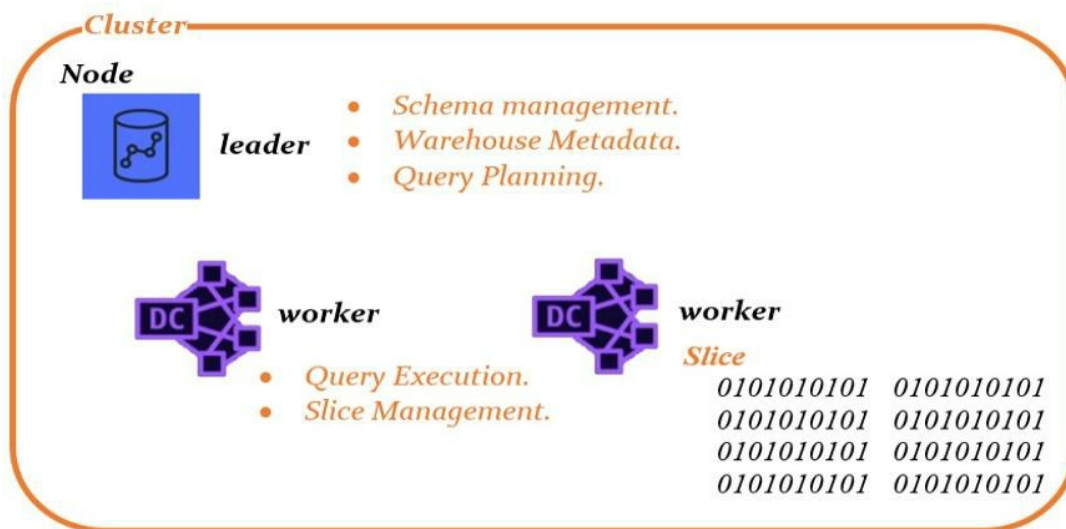 Cluster
Node
leader
• Schema management.
• Warehouse Metadata.
• Query Planning.
DC
worker
• Query Execution.
• Slice Management.
DC
worker
Slice
0101010101 0101010101
0101010101 0101010101
0101010101 0101010101
0101010101 0101010101